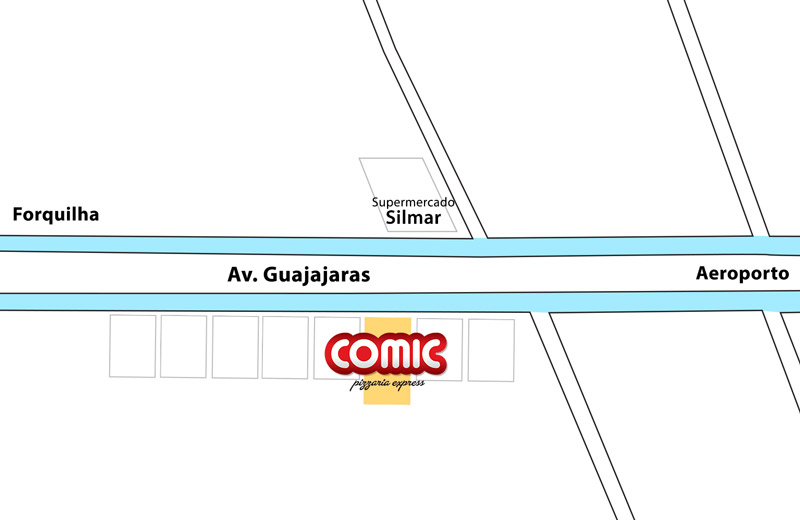 Supermercado
Silmar
Forquilha
Av. Guajajaras
Aeroporto
COMIC
pizzaria express